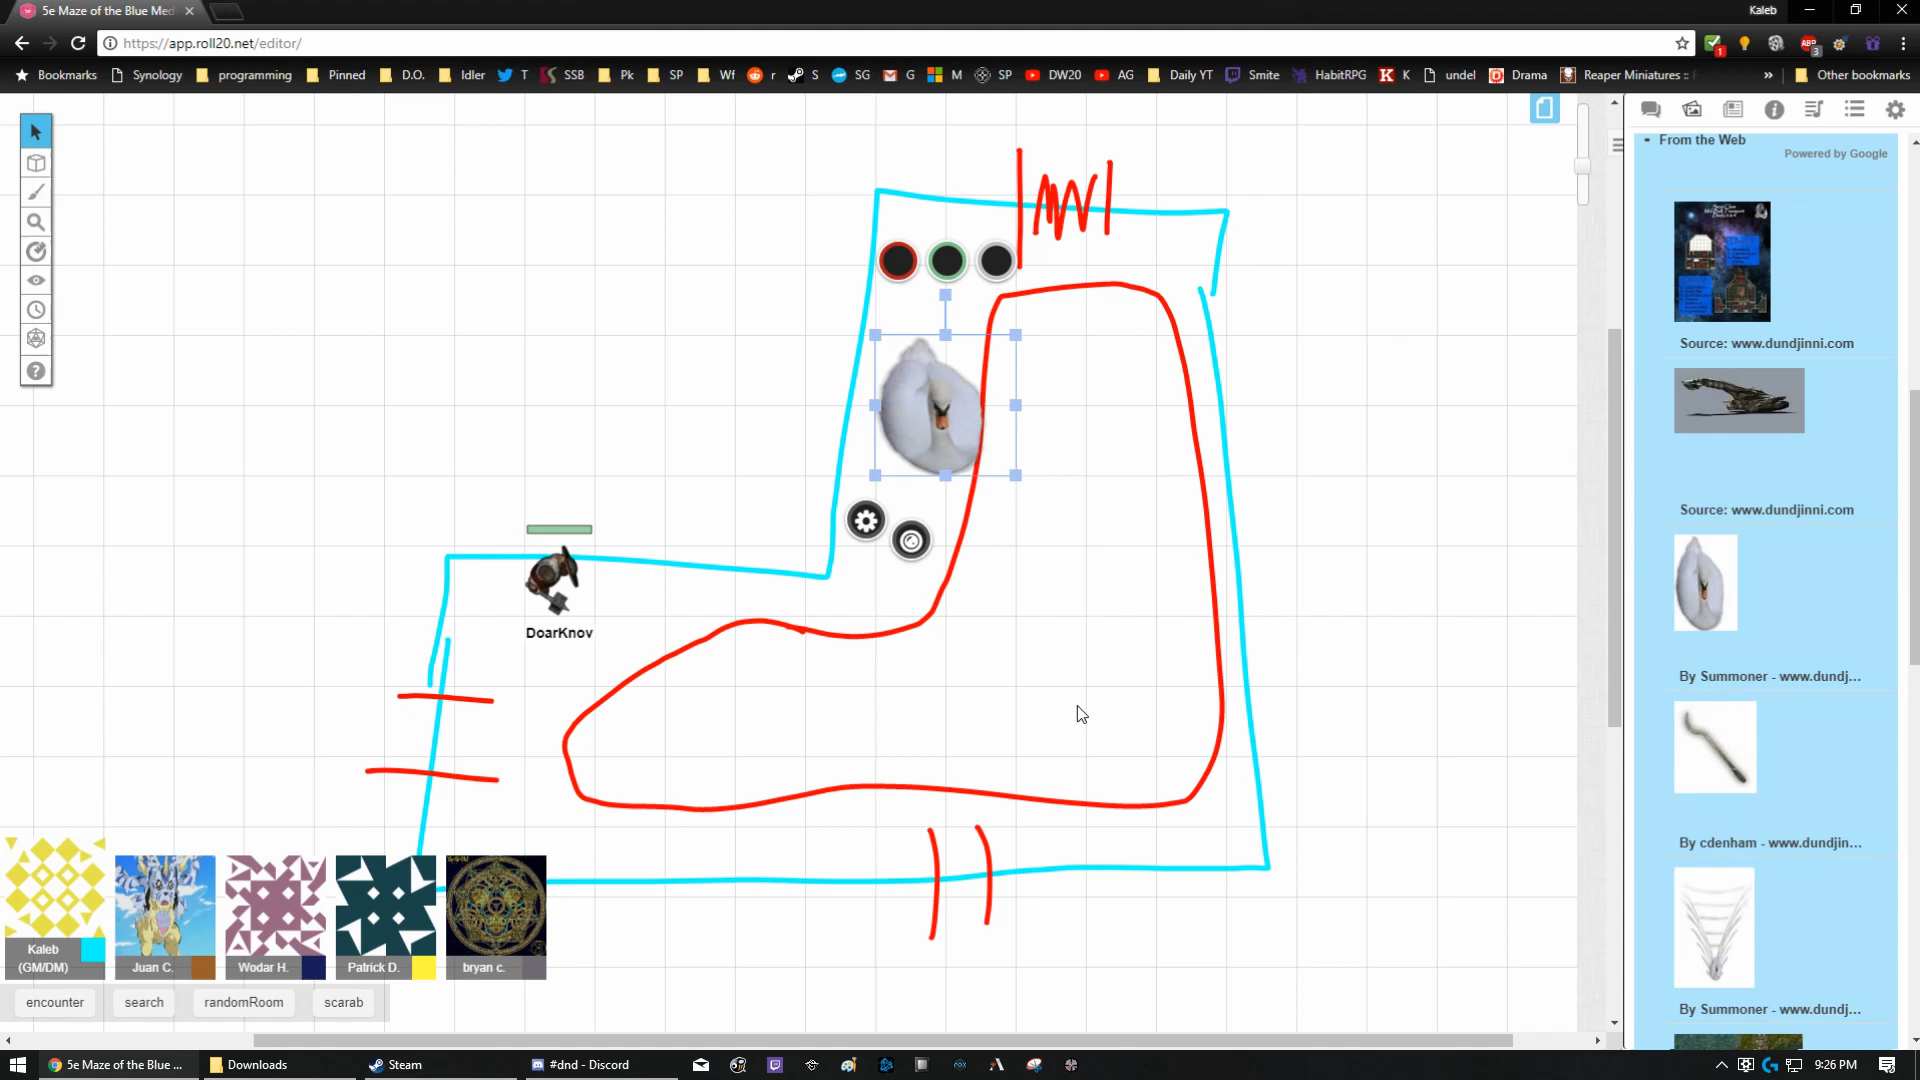 5e Maze of the Blue Med
Kaleb
https://app.roll20.net/editor/
Bookmarks Synology programming Pinned D.O. Idler T SSB Pk SP Wf r S SG G M SP DW20 AG Daily YT Smite HabitRPG K undel Drama Reaper Miniatures :: » Other bookmarks
From the Web
Powered by Google
Source: www.dundjinni.com
Source: www.dundjinni.com
DoarKnov
By Summoner - www.dundj...
By cdenham - www.dundjin...
Kaleb
(GM/DM)
Juan C.
Wodar H.
Patrick D.
bryan c.
By Summoner - www.dundj...
encounter search randomRoom scarab
5e Maze of the Blue ... Downloads Steam #dnd - Discord 9:26 PM